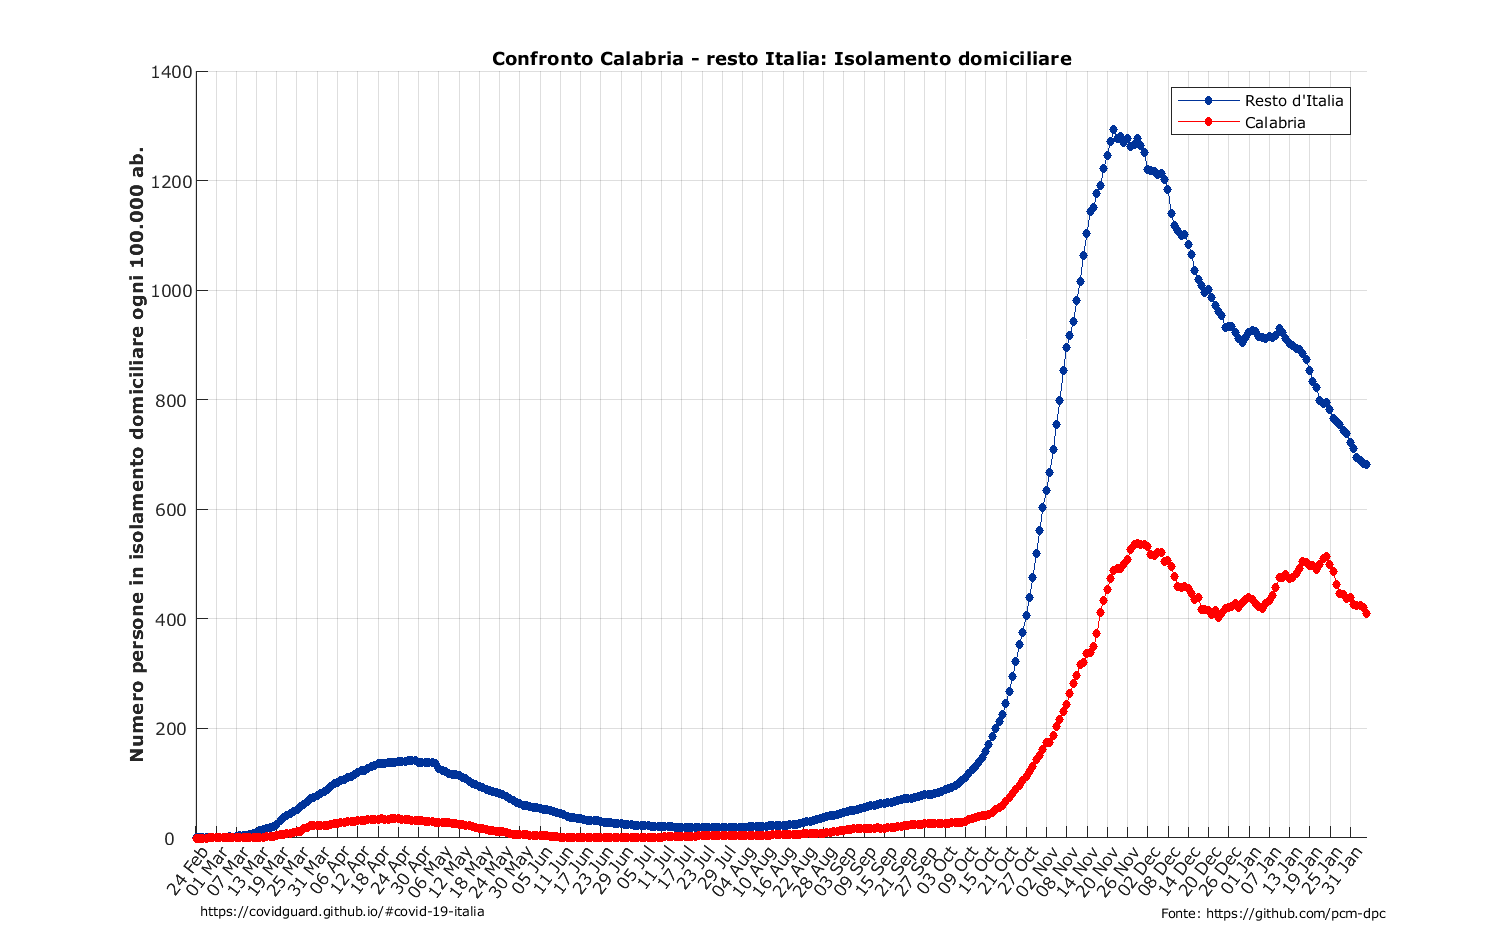 Confronto Calabria - resto Italia: Isolamento domiciliare
Numero persone in isolamento domiciliare ogni 100.000 ab.
1400
1200
1000
800
600
400
200
0
Resto d'Italia
Calabria
24 Feb
01 Mar
07 Mar
13 Mar
19 Mar
25 Mar
31 Mar
06 Apr
12 Apr
18 Apr
24 Apr
30 Apr
06 May
12 May
18 May
24 May
30 May
05 Jun
11 Jun
17 Jun
23 Jun
29 Jun
05 Jul
11 Jul
17 Jul
23 Jul
29 Jul
04 Aug
10 Aug
16 Aug
22 Aug
28 Aug
03 Sep
09 Sep
15 Sep
21 Sep
27 Sep
03 Oct
09 Oct
15 Oct
21 Oct
27 Oct
02 Nov
08 Nov
14 Nov
20 Nov
26 Nov
02 Dec
08 Dec
14 Dec
20 Dec
26 Dec
01 Jan
07 Jan
13 Jan
19 Jan
25 Jan
31 Jan
https://covidguard.github.io/#covid-19-italia
Fonte: https://github.com/pcm-dpc